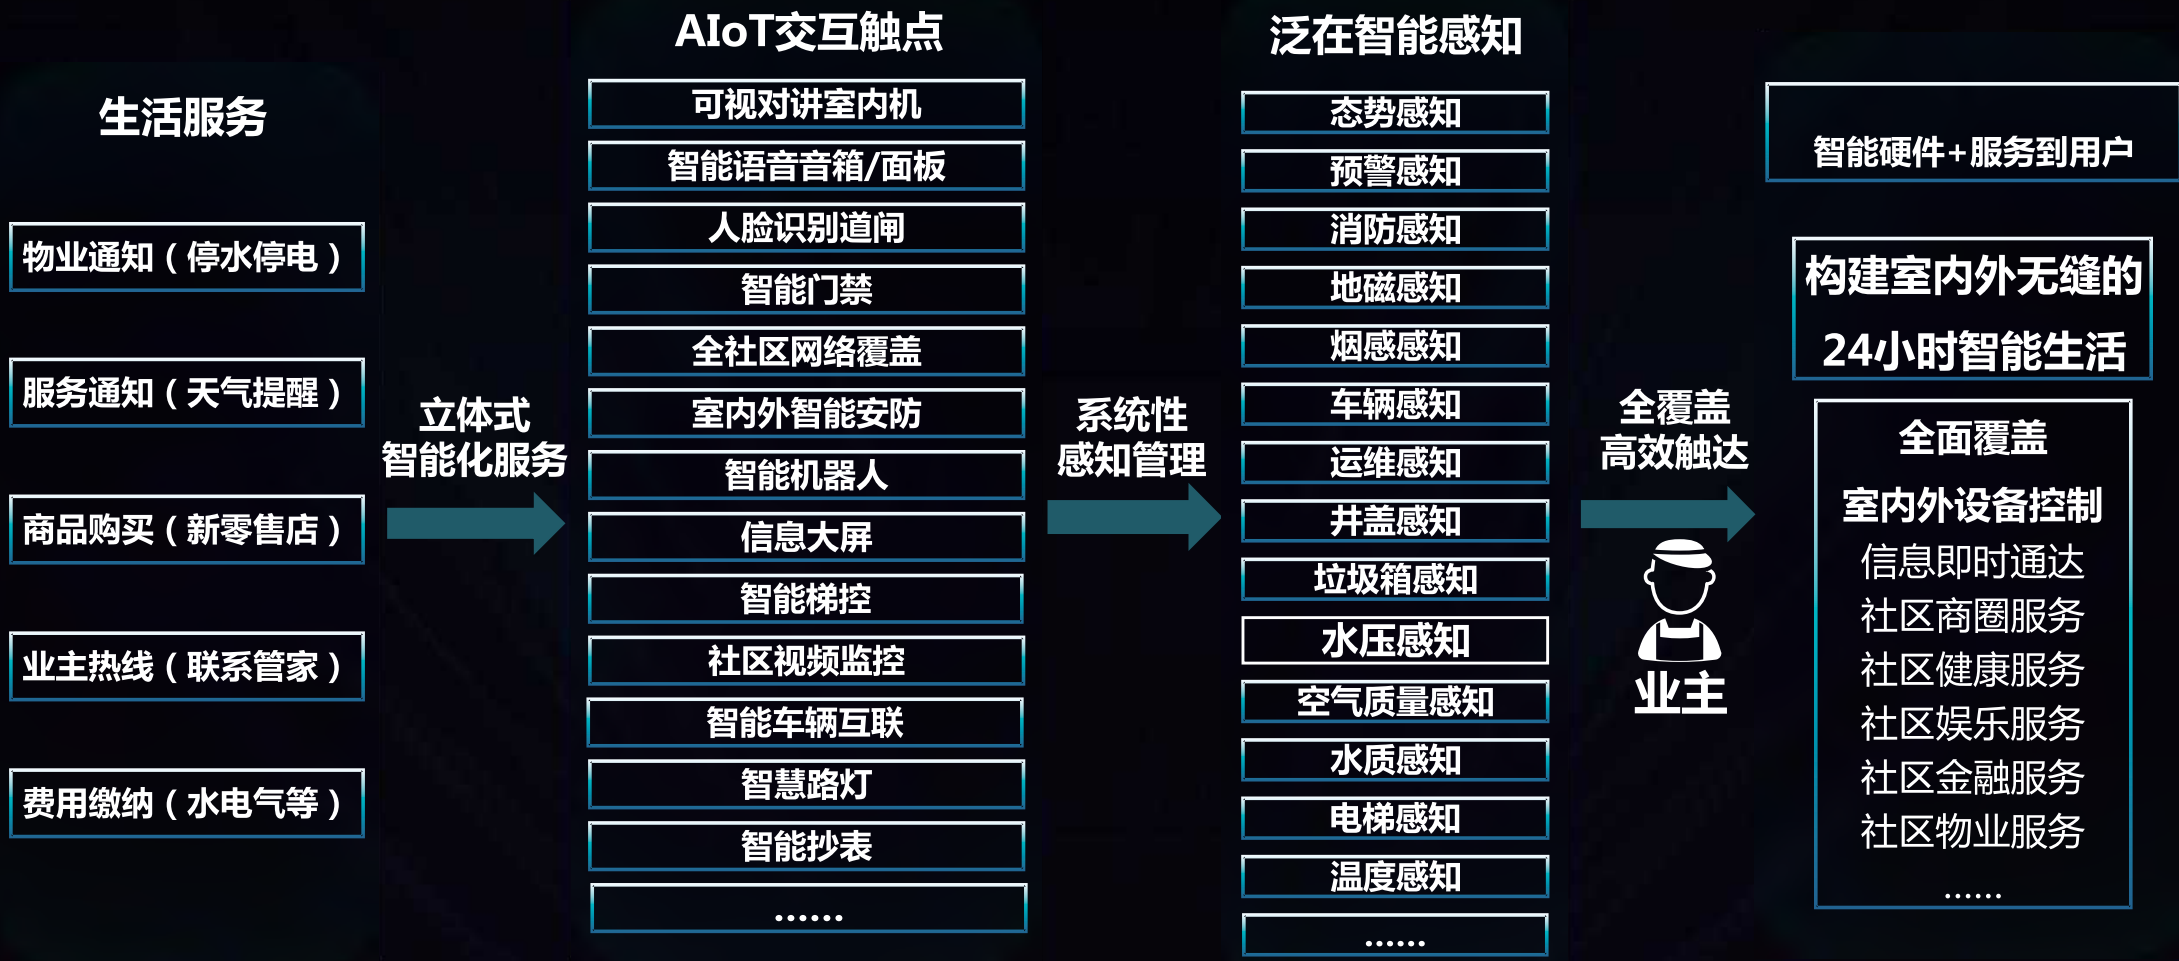 生活服务
物业通知（停水停电）
服务通知（天气提醒）
商品购买（新零售店）
业主热线（联系管家）
费用缴纳（水电气等）
立体式
智能化服务
AIoT交互触点
可视对讲室内机
智能语音音箱/面板
人脸识别道闸
智能门禁
全社区网络覆盖
室内外智能安防
智能机器人
信息大屏
智能梯控
社区视频监控
智能车辆互联
智慧路灯
智能抄表
......
系统性
感知管理
泛在智能感知
态势感知
预警感知
消防感知
地磁感知
烟感感知
车辆感知
运维感知
井盖感知
垃圾箱感知
水压感知
空气质量感知
水质感知
电梯感知
温度感知
......
全覆盖
高效触达
业主
智能硬件+服务到用户
构建室内外无缝的
24小时智能生活
全面覆盖
室内外设备控制
信息即时通达
社区商圈服务
社区健康服务
社区娱乐服务
社区金融服务
社区物业服务
......